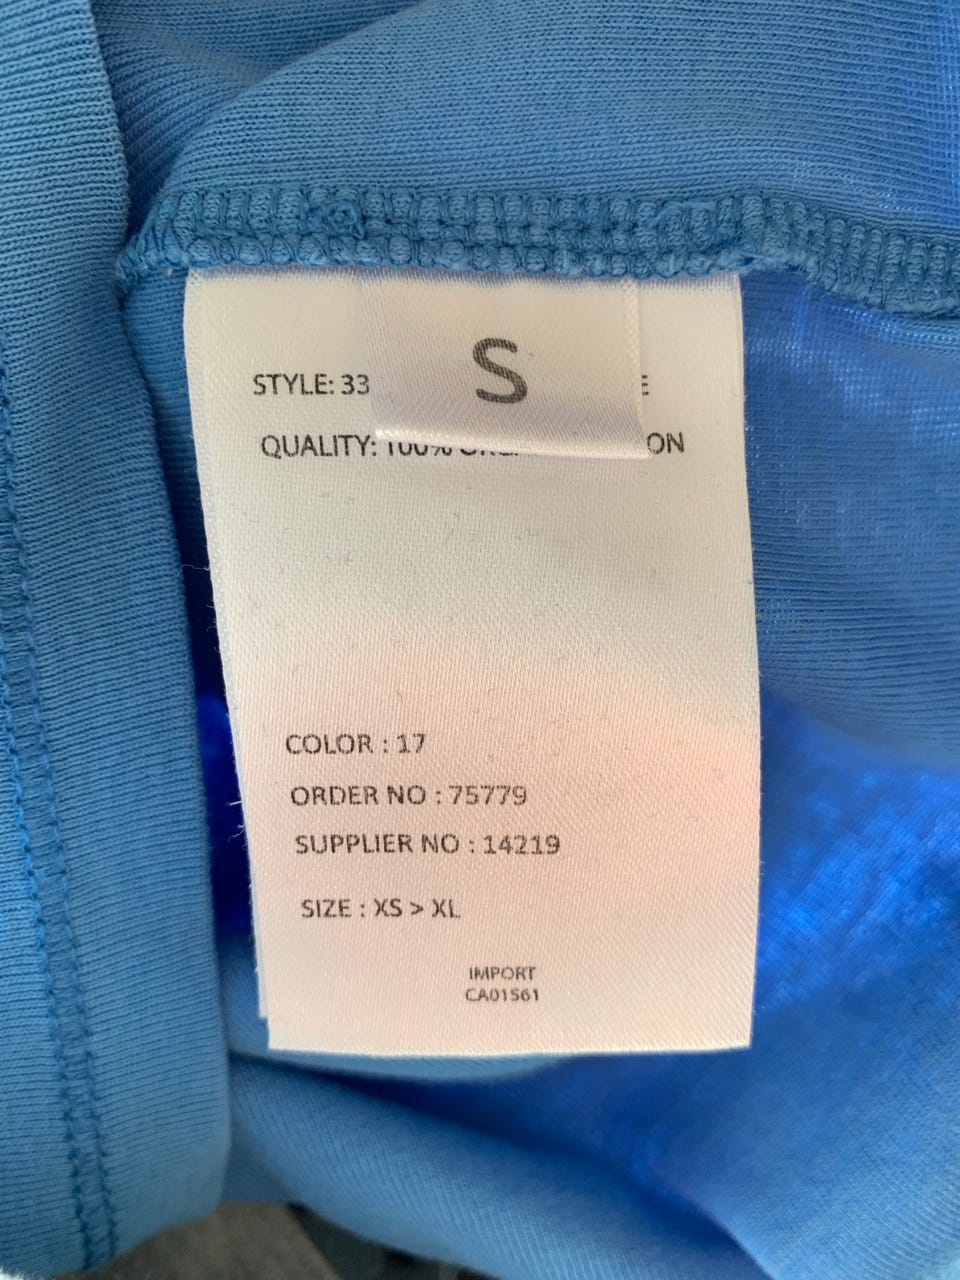 S
STYLE: 33
QUALITY: 100%
COLOR : 17
ORDER NO : 75779
SUPPLIER NO : 14219
SIZE : XS > XL
IMPORT
CA01561